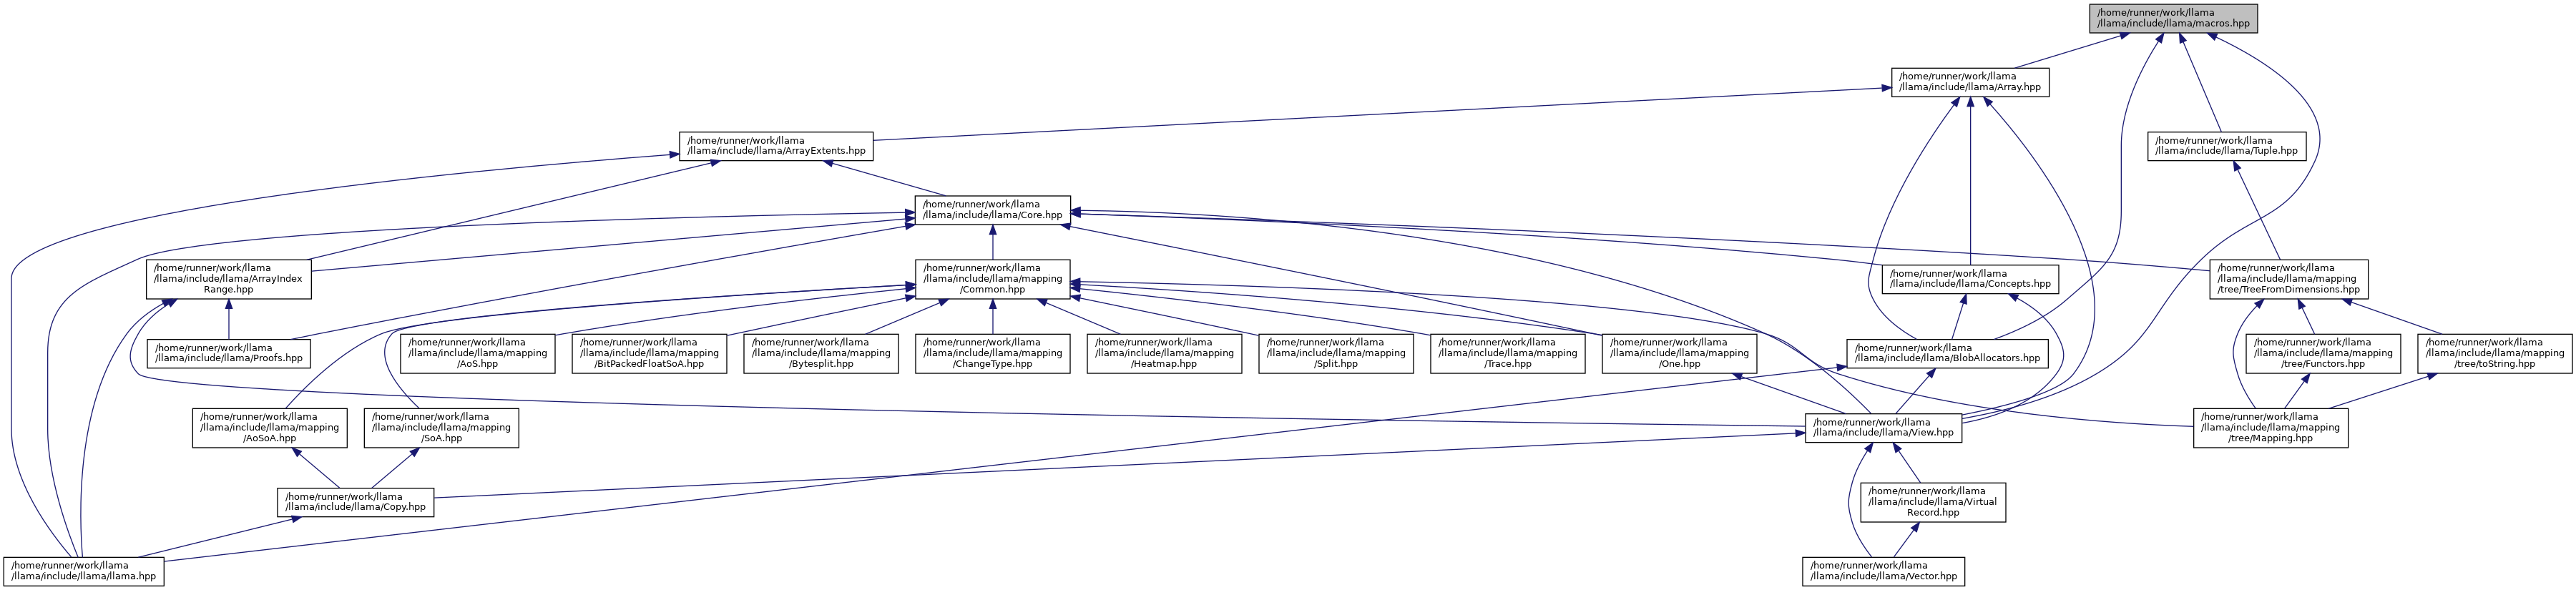 /home/runner/work/llama
/llama/include/llama/macros.hpp
/home/runner/work/llama
/llama/include/llama/Array.hpp
/home/runner/work/llama
/llama/include/llama/ArrayExtents.hpp
/home/runner/work/llama
/llama/include/llama/Tuple.hpp
/home/runner/work/llama
/llama/include/llama/Core.hpp
/home/runner/work/llama
/llama/include/llama/ArrayIndex
Range.hpp
/home/runner/work/llama
/llama/include/llama/mapping
/Common.hpp
/home/runner/work/llama
/llama/include/llama/Concepts.hpp
/home/runner/work/llama
/llama/include/llama/mapping
/tree/TreeFromDimensions.hpp
/home/runner/work/llama
/llama/include/llama/Proofs.hpp
/home/runner/work/llama
/llama/include/llama/mapping
/AoS.hpp
/home/runner/work/llama
/llama/include/llama/mapping
/BitPackedFloatSoA.hpp
/home/runner/work/llama
/llama/include/llama/mapping
/Bytesplit.hpp
/home/runner/work/llama
/llama/include/llama/mapping
/ChangeType.hpp
/home/runner/work/llama
/llama/include/llama/mapping
/Heatmap.hpp
/home/runner/work/llama
/llama/include/llama/mapping
/Split.hpp
/home/runner/work/llama
/llama/include/llama/mapping
/Trace.hpp
/home/runner/work/llama
/llama/include/llama/mapping
/One.hpp
/home/runner/work/llama
/llama/include/llama/BlobAllocators.hpp
/home/runner/work/llama
/llama/include/llama/mapping
/tree/Functors.hpp
/home/runner/work/llama
/llama/include/llama/mapping
/tree/toString.hpp
/home/runner/work/llama
/llama/include/llama/mapping
/AoSoA.hpp
/home/runner/work/llama
/llama/include/llama/mapping
/SoA.hpp
/home/runner/work/llama
/llama/include/llama/View.hpp
/home/runner/work/llama
/llama/include/llama/mapping
/tree/Mapping.hpp
/home/runner/work/llama
/llama/include/llama/Copy.hpp
/home/runner/work/llama
/llama/include/llama/Virtual
Record.hpp
/home/runner/work/llama
/llama/include/llama/llama.hpp
/home/runner/work/llama
/llama/include/llama/Vector.hpp